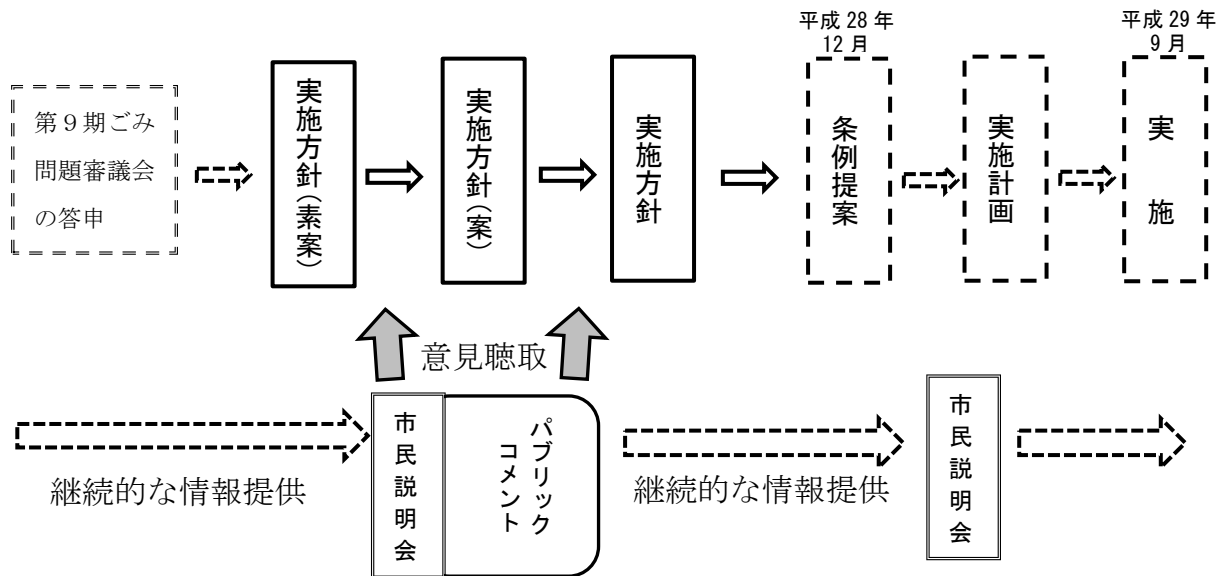 第９期ごみ
問題審議会
の答申
実施方針（素案）
実施方針（案）
実施方針
平成 28 年
12 月
条例提案
実施計画
平成 29 年
9 月
実施
意見聴取
継続的な情報提供
市民説明会
パブリック
コメント
継続的な情報提供
市民説明会